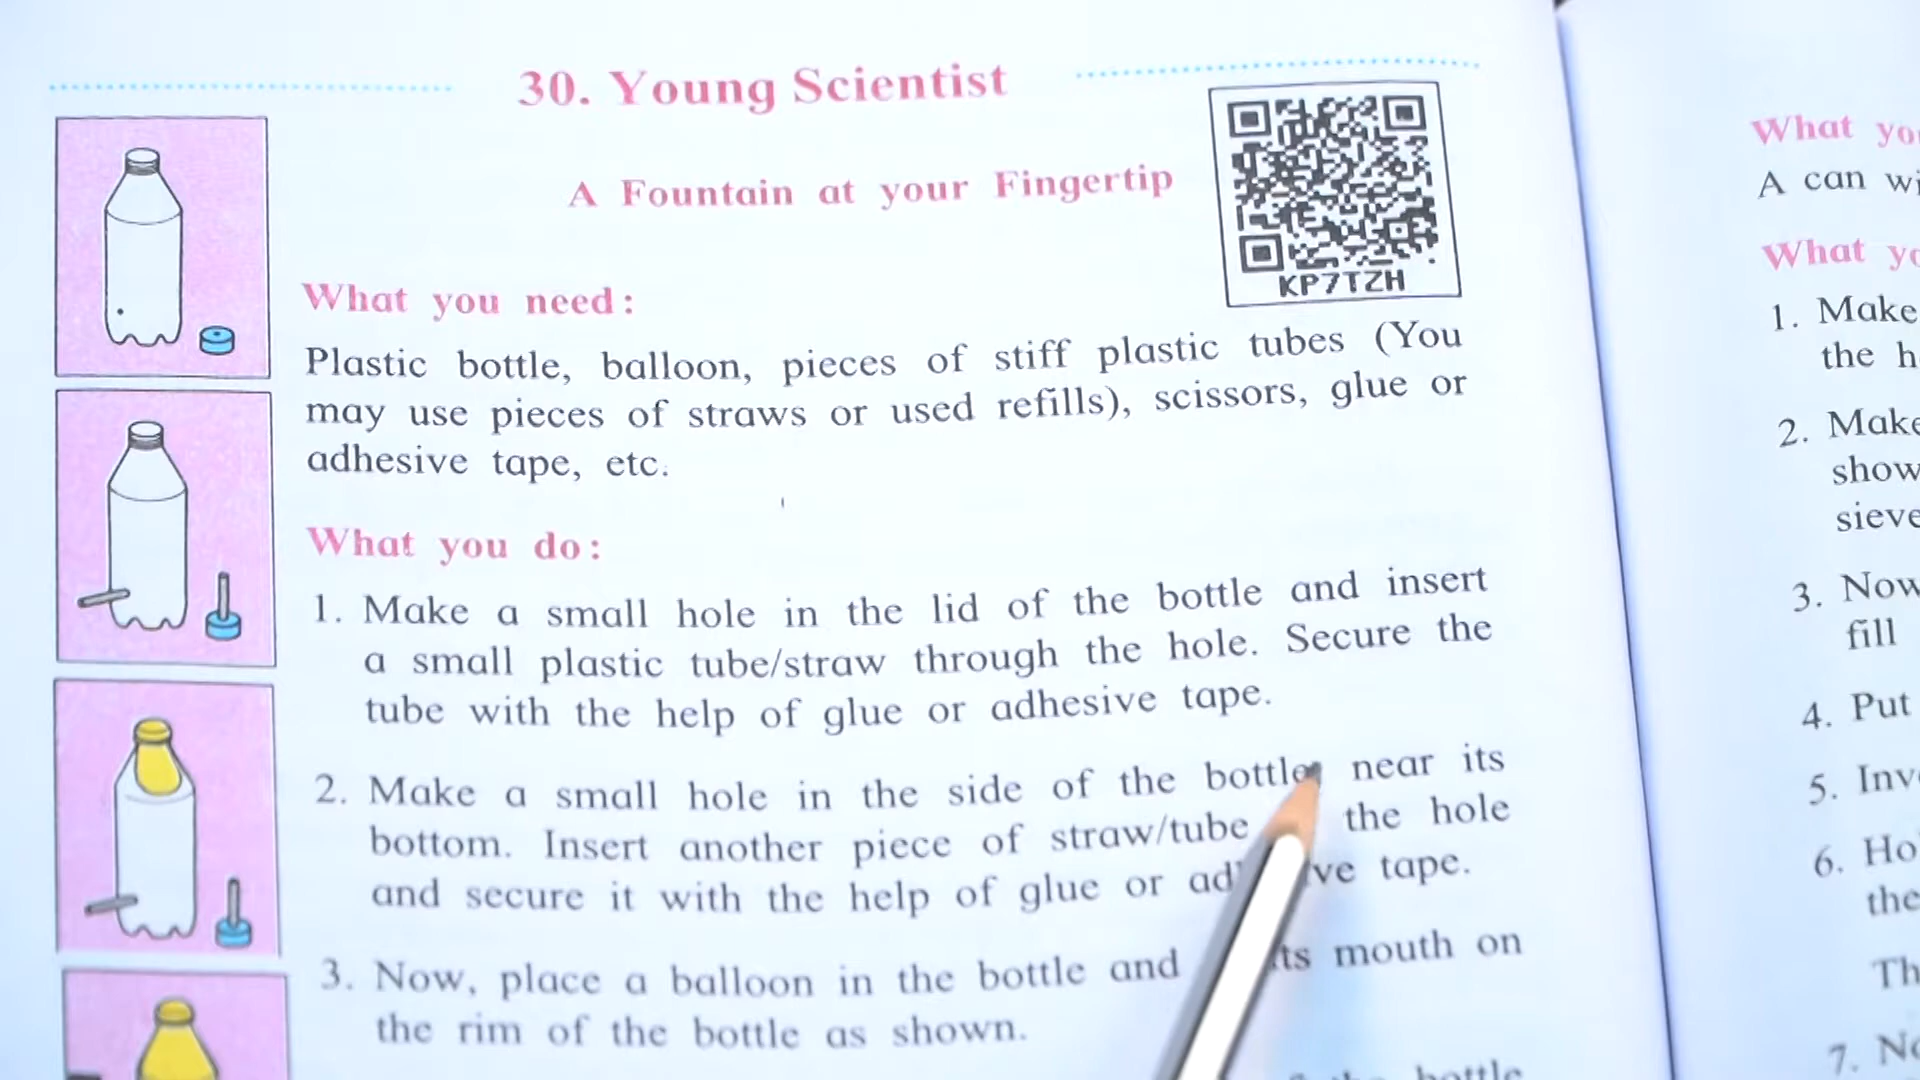 30. Young Scientist
A Fountain at your Fingertip
KP7TZH
What you need:
Plastic bottle, balloon, pieces of stiff plastic tubes (You
may use pieces of straws or used refills), scissors, glue or
adhesive tape, etc.
What you do:
1. Make a small hole in the lid of the bottle and insert
a small plastic tube/straw through the hole. Secure the
tube with the help of glue or adhesive tape.
2. Make a small hole in the side of the bottle near its
bottom. Insert another piece of straw/tube the hole
and secure it with the help of glue or tape.
3. Now, place a balloon in the bottle and mouth on
the rim of the bottle as shown.
bottle
What
A can
What
1. Make
the
2. Make
3.
fill
4. Put
5.
6.
the
7.